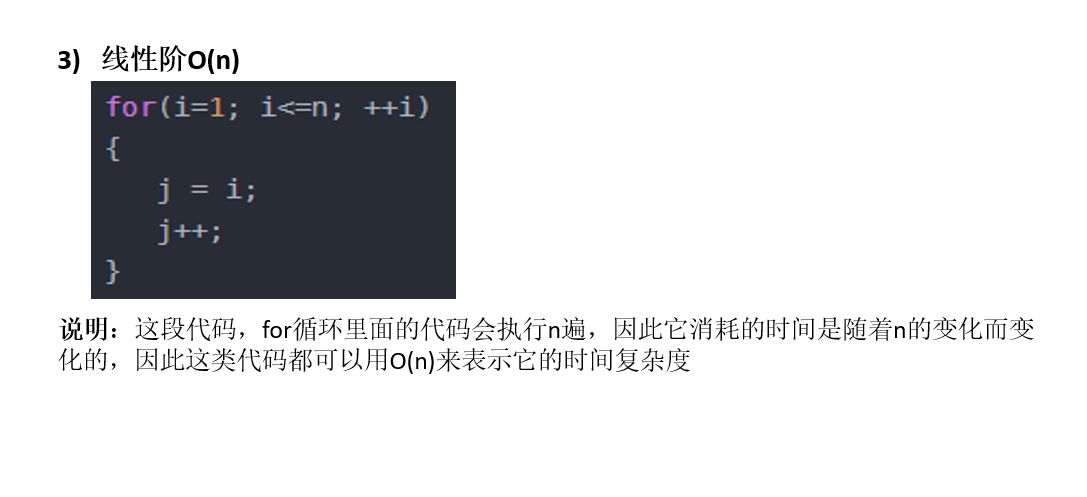 3) 线性阶O(n)
for(i=1; i<=n; ++i)
{
j = i;
j++;
}
说明：这段代码，for循环里面的代码会执行n遍，因此它消耗的时间是随着n的变化而变
化的，因此这类代码都可以用O(n)来表示它的时间复杂度